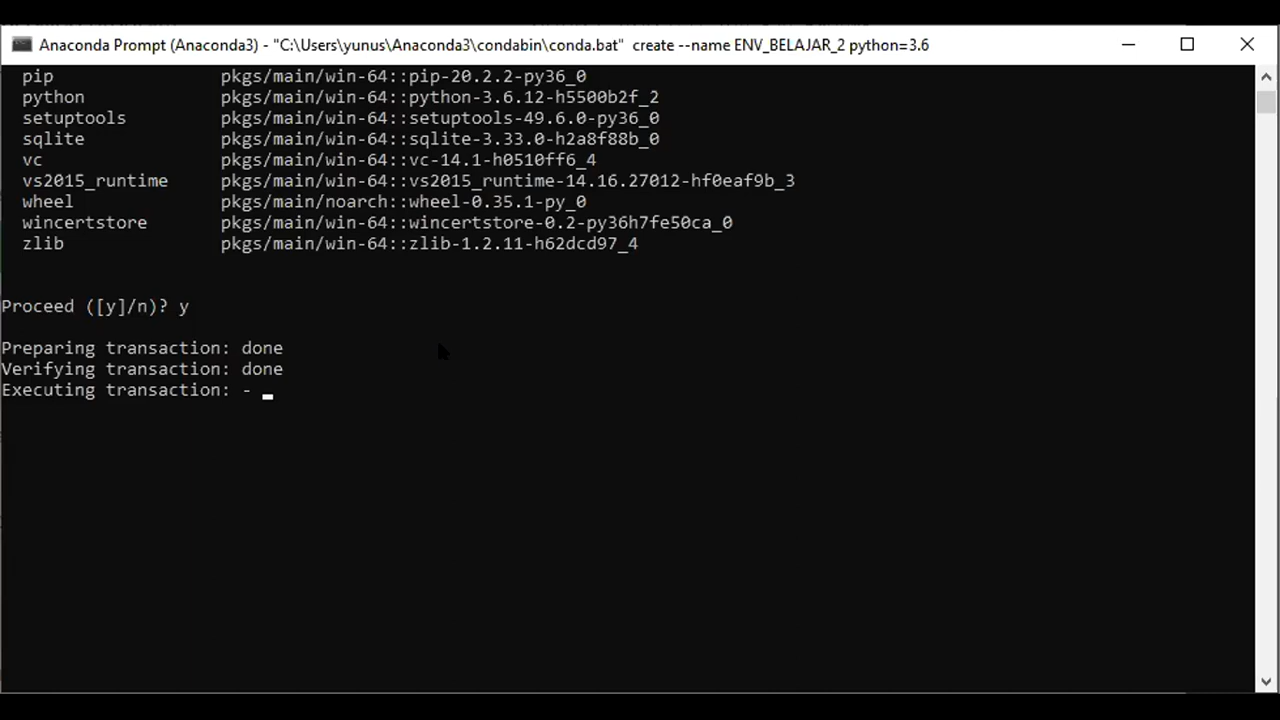 Anaconda Prompt (Anaconda3) - "C:\Users\yunus\Anaconda3\condabin\conda.bat" create --name ENV_BELAJAR_2 python=3.6
pip pkgs/main/win-64::pip-20.2.2-py36_0
python pkgs/main/win-64::python-3.6.12-h5500b2f_2
setuptools pkgs/main/win-64::setuptools-49.6.0-py36_0
sqlite pkgs/main/win-64::sqlite-3.33.0-h2a8f88b_0
vc pkgs/main/win-64::vc-14.1-h0510ff6_4
vs2015_runtime pkgs/main/win-64::vs2015_runtime-14.16.27012-hf0eaf9b_3
wheel pkgs/main/noarch::wheel-0.35.1-py_0
wincertstore pkgs/main/win-64::wincertstore-0.2-py36h7fe50ca_0
zlib pkgs/main/win-64::zlib-1.2.11-h62dcd97_4
Proceed ([y]/n)? y
Preparing transaction: done
Verifying transaction: done
Executing transaction: -